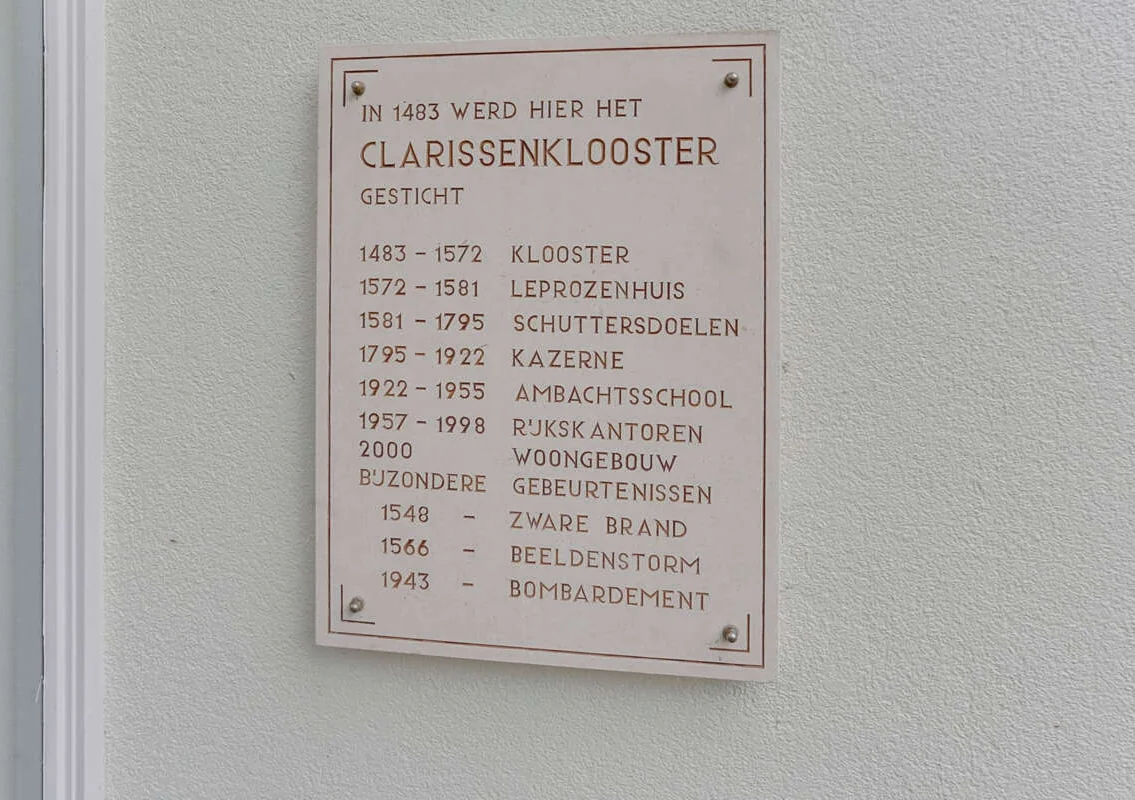 IN 1483 WERD HIER HET
CLARISSENKLOOSTER
GESTICHT
1483 – 1572 KLOOSTER
1572 – 1581 LEPROZENHUIS
1581 – 1795 SCHUTTERSDOELEN
1795 – 1922 KAZERNE
1922 – 1955 AMBACHTSSCHOOL
1957 – 1998 RIJKSKANTOREN
2000 WOONGEBOUW
BIJZONDERE GEBEURTENISSEN
1548 – ZWARE BRAND
1566 – BEELDENSTORM
1943 – BOMBARDEMENT